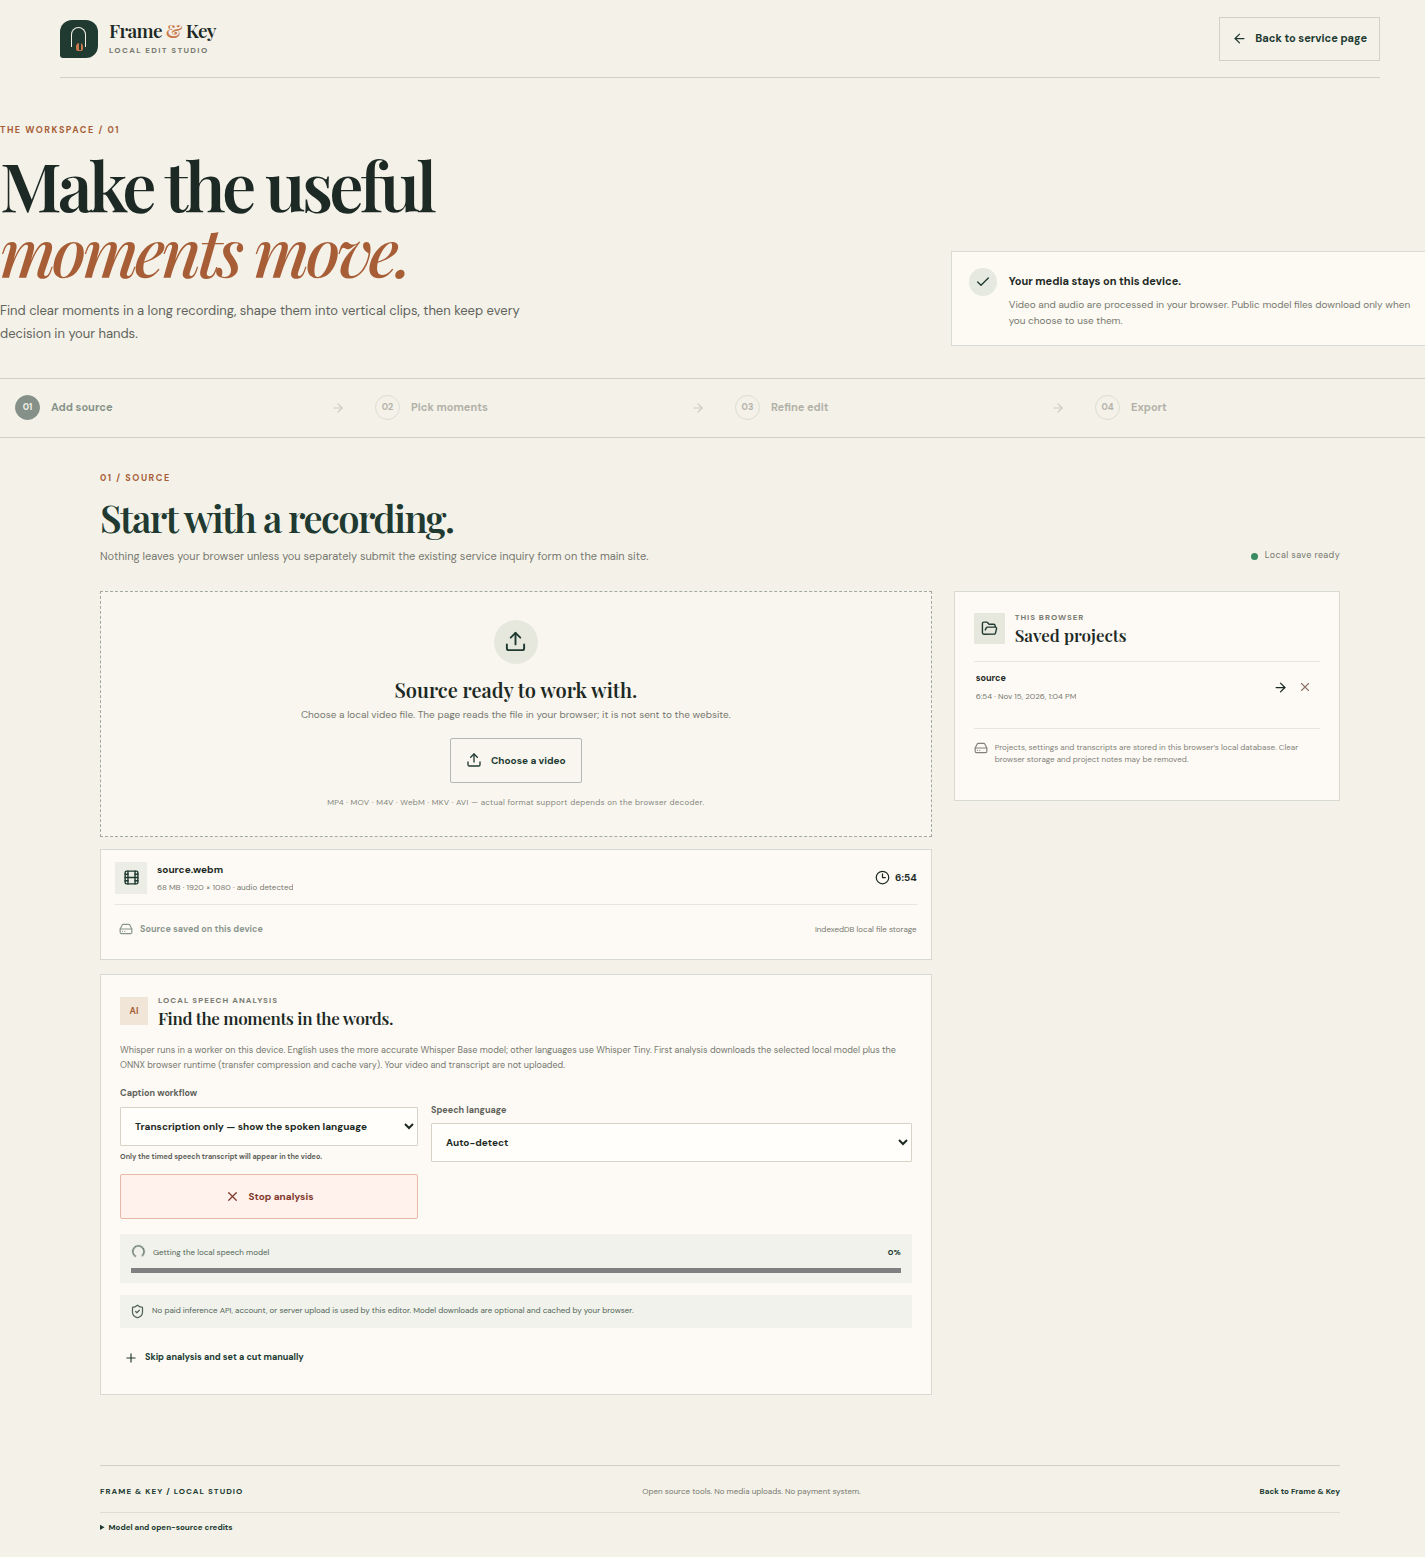 Frame & Key
LOCAL EDIT STUDIO
Back to service page
THE WORKSPACE / 01
Make the useful
moments move.
Find clear moments in a long recording, shape them into vertical clips, then keep every
decision in your hands.
Your media stays on this device.
Video and audio are processed in your browser. Public model files download only when
you choose to use them.
01 Add source
02 Pick moments
03 Refine edit
04 Export
01 / SOURCE
Start with a recording.
Nothing leaves your browser unless you separately submit the existing service inquiry form on the main site.
Local save ready
Source ready to work with.
Choose a local video file. The page reads the file in your browser; it is not sent to the website.
Choose a video
MP4 · MOV · M4V · WebM · MKV · AVI — actual format support depends on the browser decoder.
THIS BROWSER
Saved projects
source
6:54 · Nov 15, 2026, 1:04 PM
Projects, settings and transcripts are stored in this browser's local database. Clear
browser storage and project notes may be removed.
source.webm
68 MB · 1920 × 1080 · audio detected
6:54
Source saved on this device
IndexedDB local file storage
AI
LOCAL SPEECH ANALYSIS
Find the moments in the words.
Whisper runs in a worker on this device. English uses the more accurate Whisper Base model; other languages use Whisper Tiny. First analysis downloads the selected local model plus the
ONNX browser runtime (transfer compression and cache vary). Your video and transcript are not uploaded.
Caption workflow
Transcription only — show the spoken language
Only the timed speech transcript will appear in the video.
Speech language
Auto-detect
Stop analysis
Getting the local speech model
0%
No paid inference API, account, or server upload is used by this editor. Model downloads are optional and cached by your browser.
Skip analysis and set a cut manually
FRAME & KEY / LOCAL STUDIO
Open source tools. No media uploads. No payment system.
Back to Frame & Key
Model and open-source credits